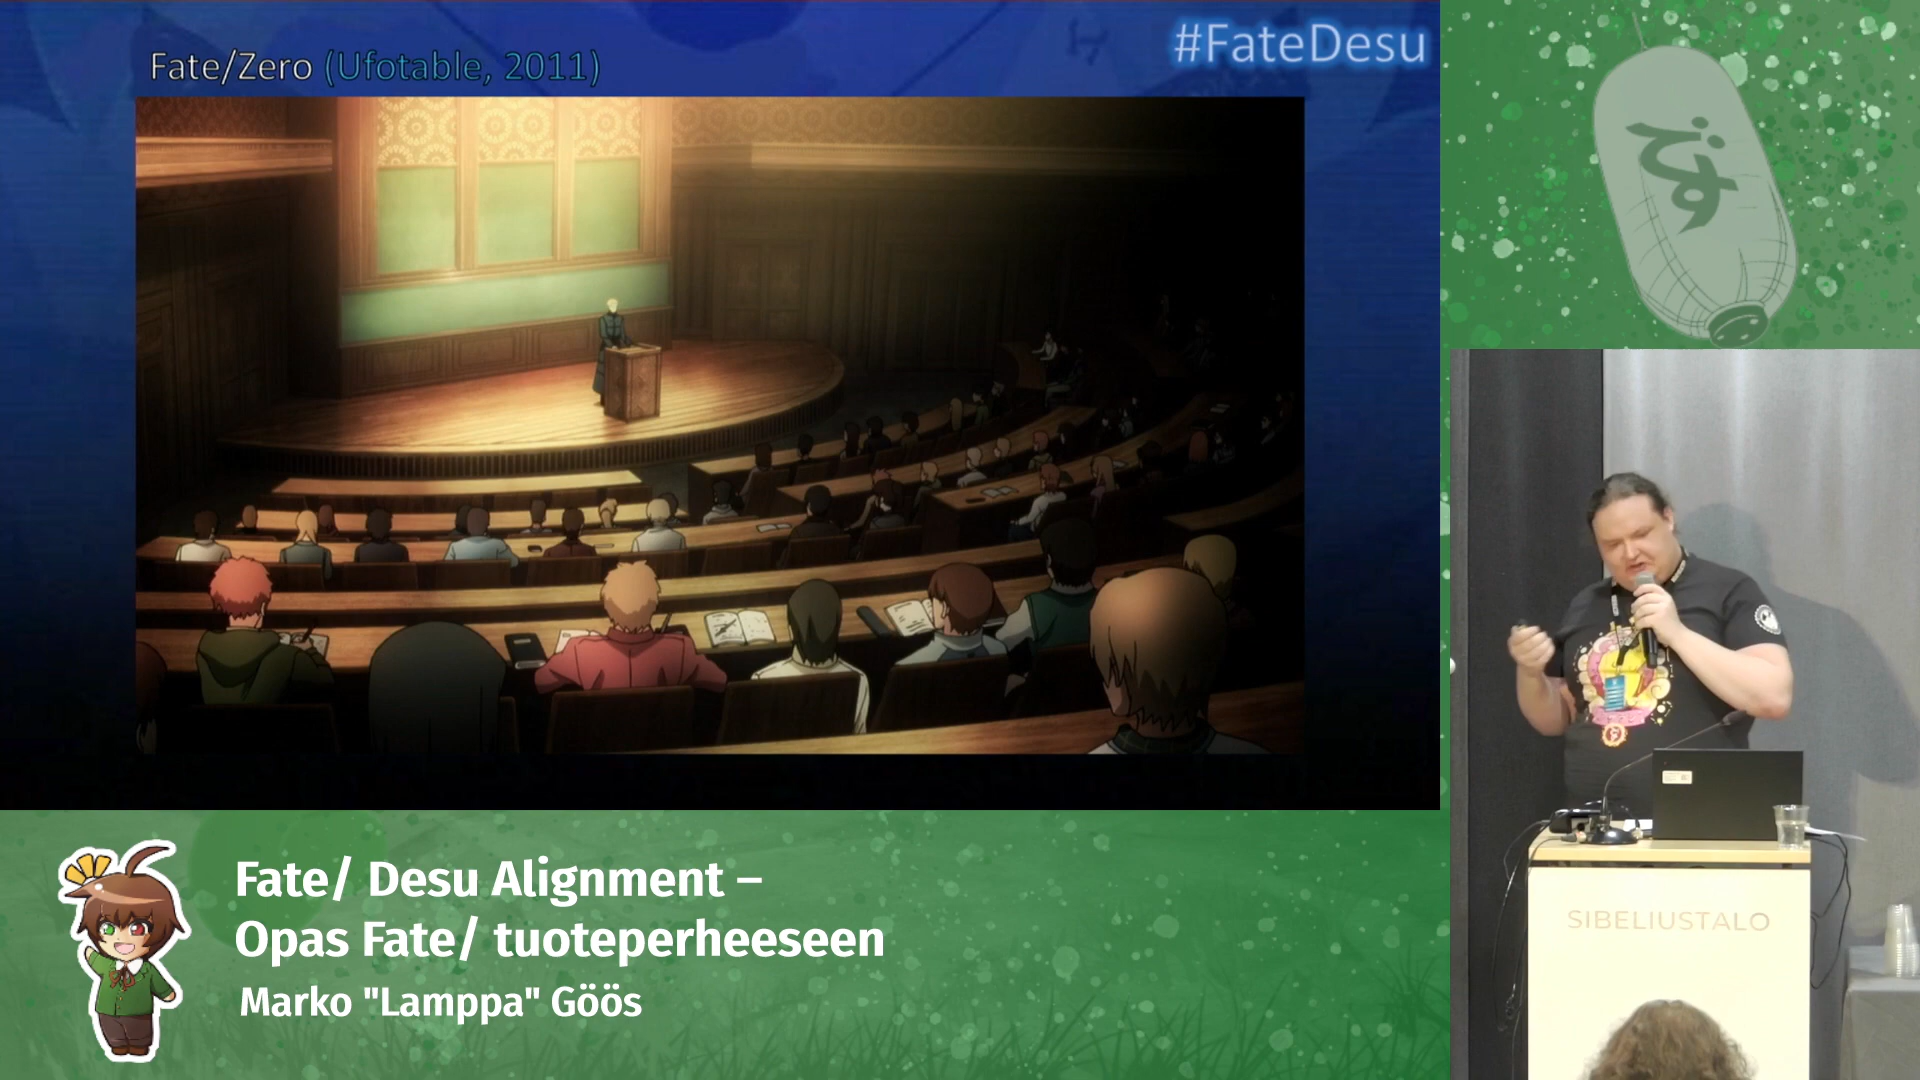 Fate/Zero (Ufotable, 2011)
#FateDesu
です
Fate/ Desu Alignment –
Opas Fate/ tuoteperheeseen
Marko "Lamppa" Göös
SIBELIUSTALO